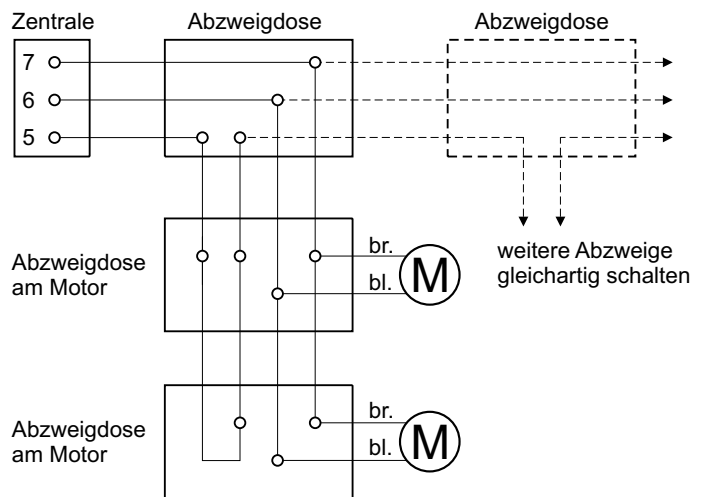 Zentrale
Abzweigdose
Abzweigdose
7
6
5
Abzweigdose
am Motor
br.
bl.
M
weitere Abzweige
gleichartig schalten
Abzweigdose
am Motor
br.
bl.
M